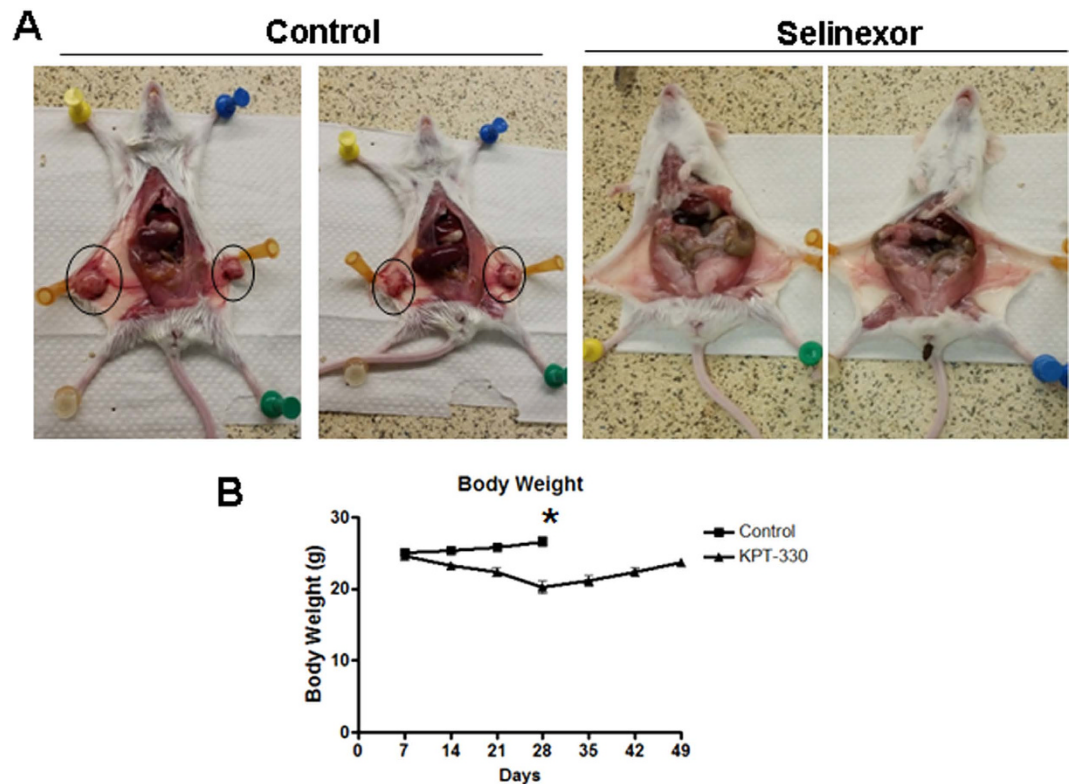 A
Control
Selinexor
B
Body Weight
*
Control
KPT-330
Body Weight (g)
30
20
10
0
0 7 14 21 28 35 42 49
Days